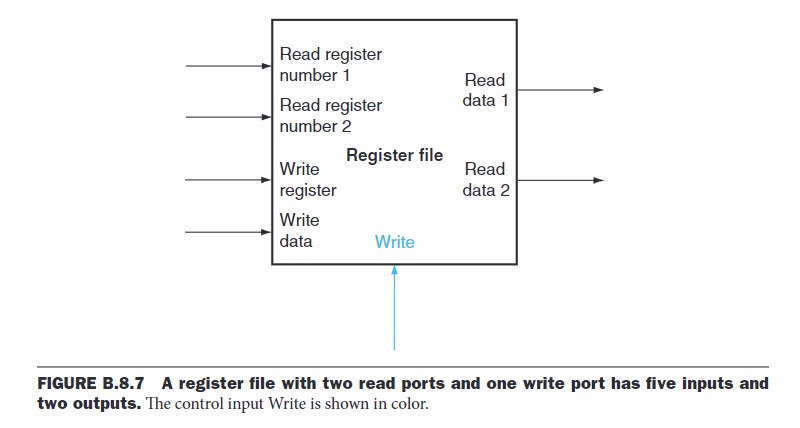 Read register
number 1
Read register
number 2
Read
data 1
Register file
Write
register
Read
data 2
Write
data
Write
FIGURE B.8.7 A register file with two read ports and one write port has five inputs and
two outputs. The control input Write is shown in color.